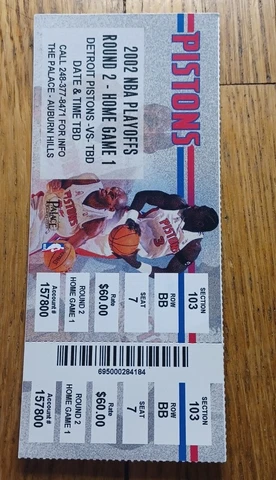 PISTONS
2002 NBA PLAYOFFS
ROUND 2 - HOME GAME 1
DETROIT PISTONS -VS- TBD
DATE & TIME TBD
CALL 248-377-8471 FOR INFO
THE PALACE - AUBURN HILLS
PISTONS
3
PALACE
SECTION
103
ROW
BB
SEAT
7
Rate
$60.00
ROUND 2
HOME GAME 1
Account #
157800
695000284184
SECTION
103
ROW
BB
SEAT
7
Rate
$60.00
ROUND 2
HOME GAME 1
Account #
157800